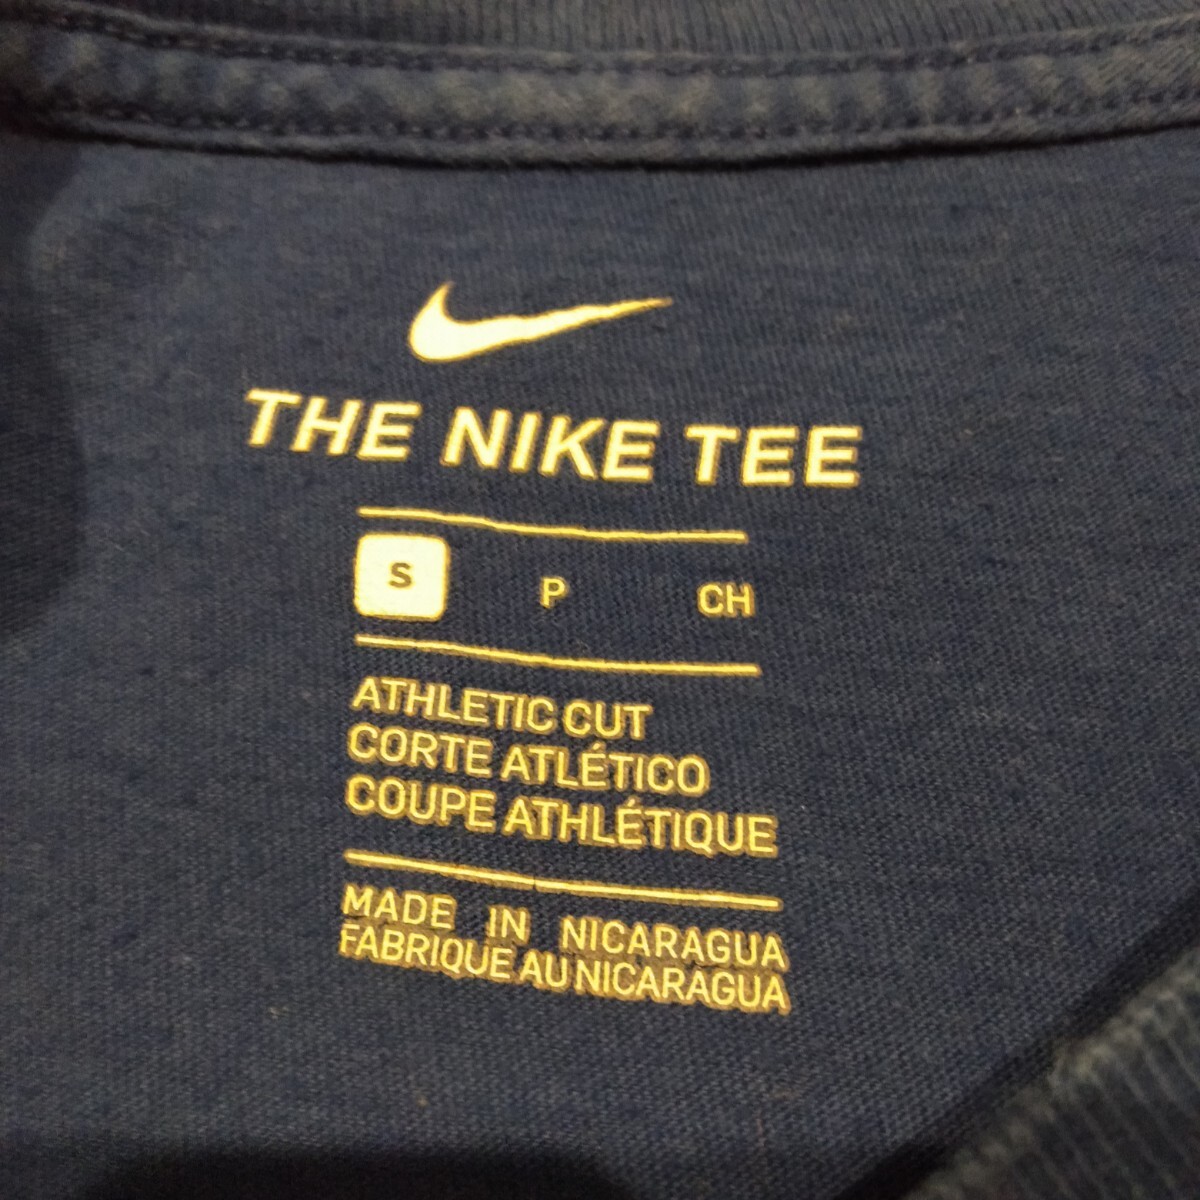 THE NIKE TEE
S P CH
ATHLETIC CUT
CORTE ATLÉTICO
COUPE ATHLÉTIQUE
MADE IN NICARAGUA
FABRIQUE AU NICARAGUA